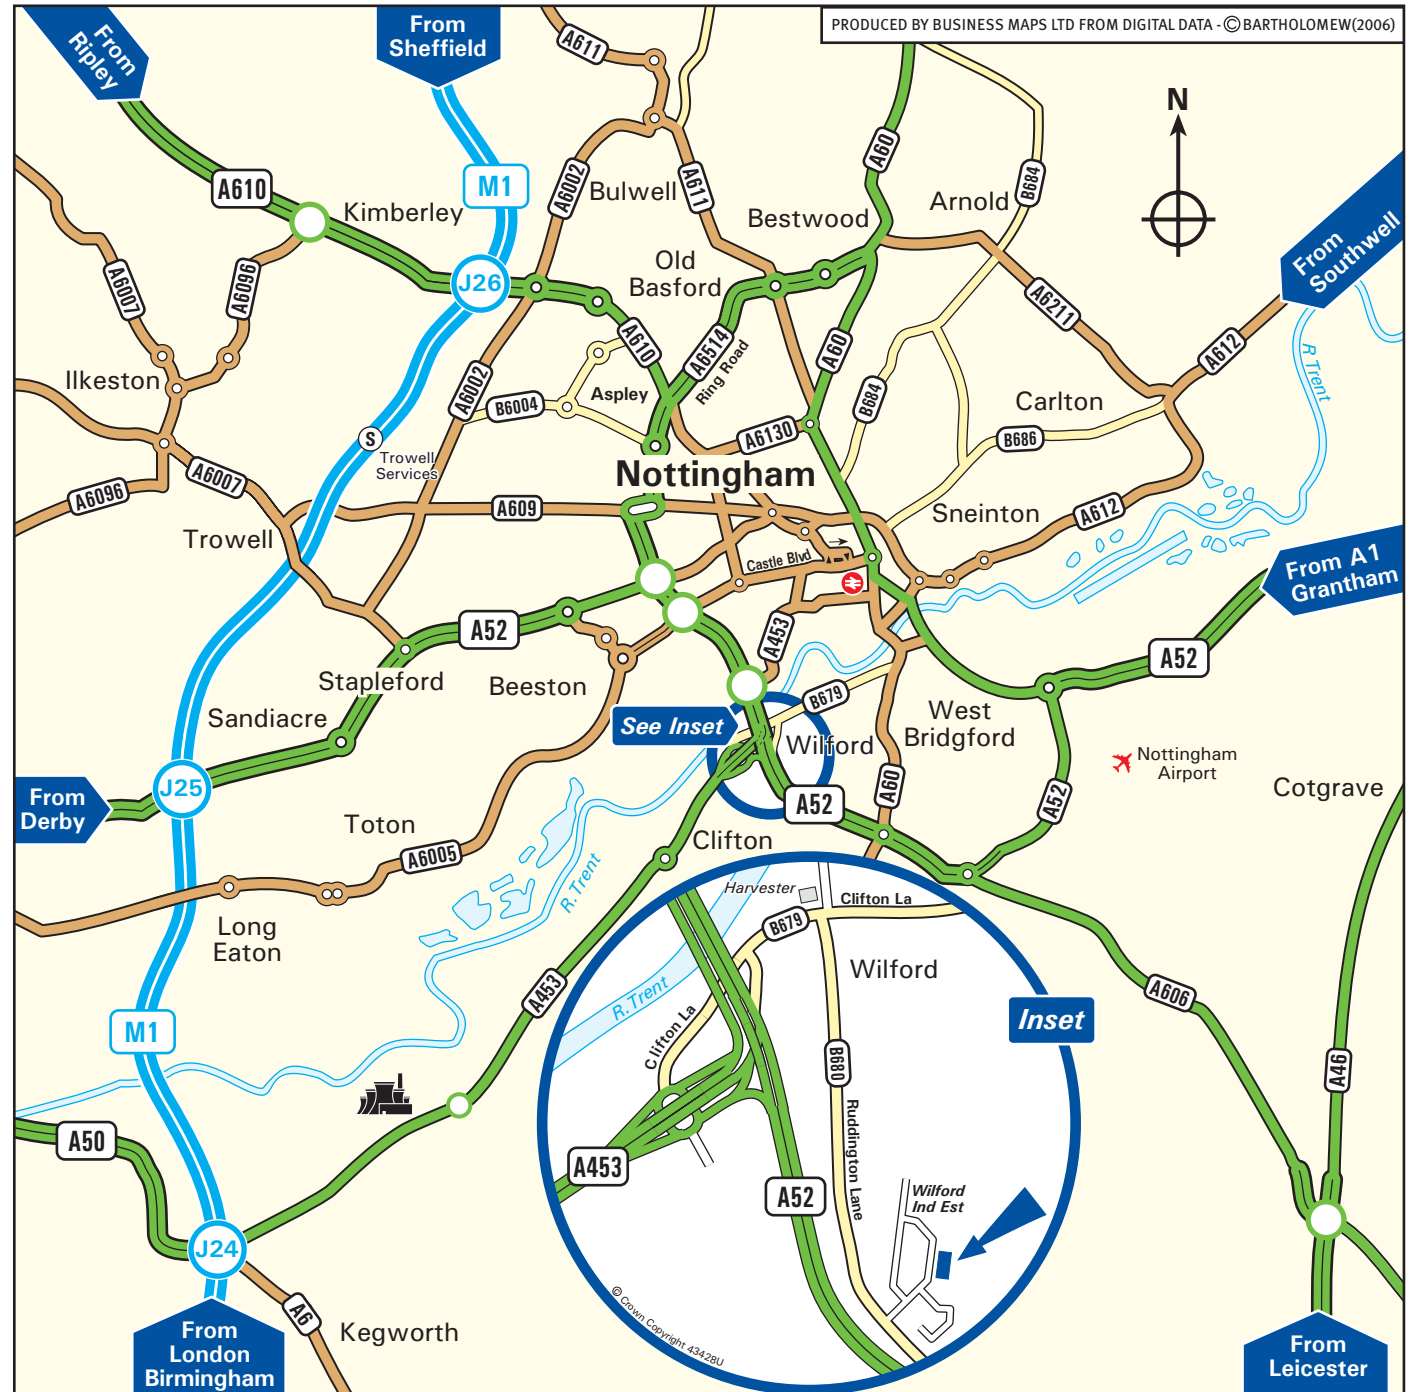 PRODUCED BY BUSINESS MAPS LTD FROM DIGITAL DATA - © BARTHOLOMEW(2006)
From
Ripley
From
Sheffield
A611
A60
B684
N
A610
M1
A6002
Bulwell
A611
Kimberley
Bestwood
Arnold
From
Southwell
A6007
A6096
J26
Old
Basford
A6211
A612
R Trent
A610
A6514
Ring Road
A60
Ilkeston
A6002
B6004
Aspley
B684
Carlton
A6130
B686
S
Trowell
Services
A6096
A6007
Nottingham
A609
Sneinton
A612
Trowell
Castle Blvd
From A1
Grantham
A52
A453
A52
Stapleford
Beeston
B679
Sandiacre
See Inset
Wilford
West
Bridgford
Nottingham
Airport
J25
From
Derby
A52
A60
A52
Cotgrave
Toton
A6005
Clifton
R.Trent
Long
Eaton
Harvester
Clifton La
B679
Wilford
A453
R.Trent
Clifton La
Inset
A606
M1
B680
A46
Ruddington Lane
A50
A453
A52
Wilford
Ind Est
J24
© Crown Copyright 43428U
A6
Kegworth
From
London
Birmingham
From
Leicester